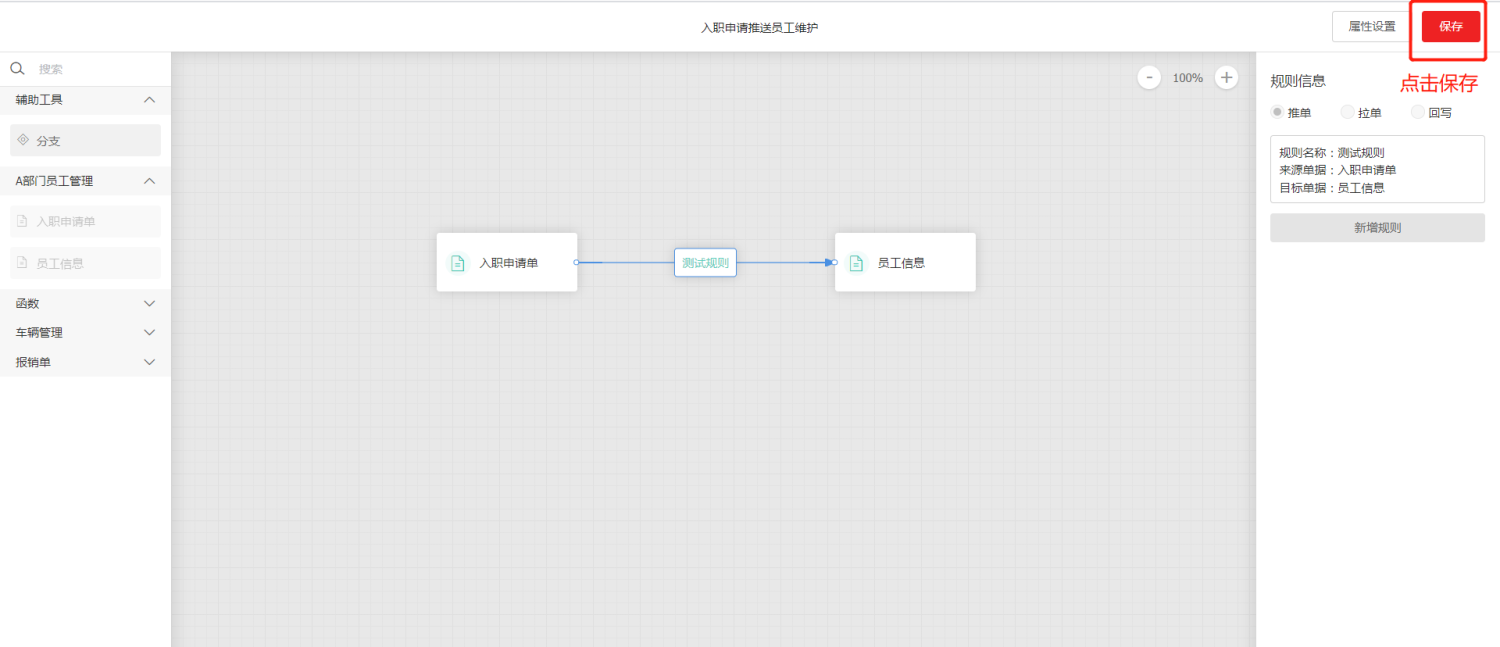 入职申请推送员工维护
属性设置
保存
搜索
辅助工具
分支
A部门员工管理
入职申请单
员工信息
函数
车辆管理
报销单
- 100% +
入职申请单
测试规则
员工信息
规则信息
点击保存
推单 拉单 回写
规则名称：测试规则
来源单据：入职申请单
目标单据：员工信息
新增规则